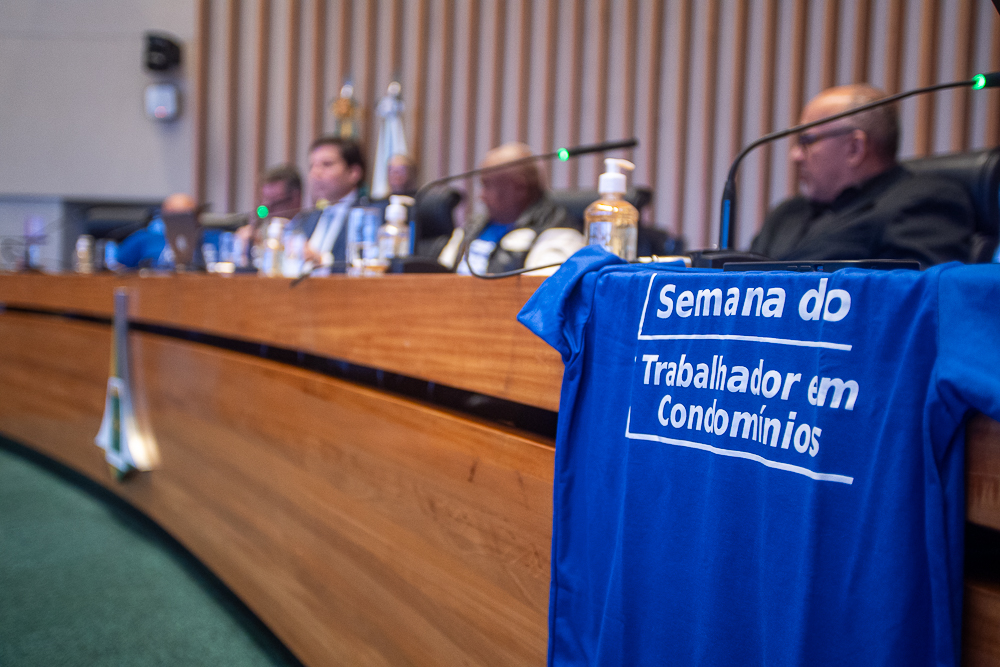 Semana do
Trabalhador em
Condomínios